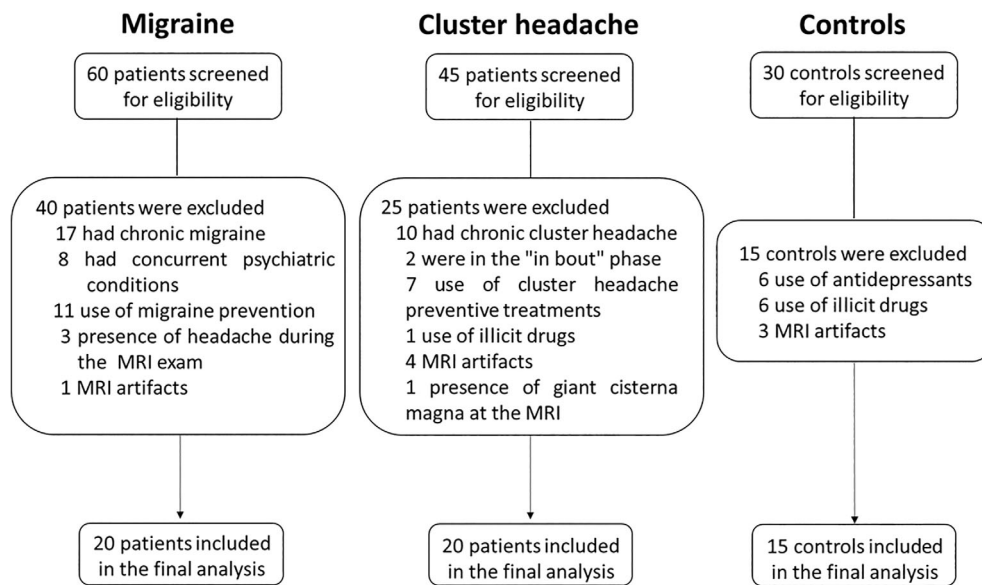 Migraine
60 patients screened
for eligibility
40 patients were excluded
17 had chronic migraine
8 had concurrent psychiatric
conditions
11 use of migraine prevention
3 presence of headache during
the MRI exam
1 MRI artifacts
20 patients included
in the final analysis
Cluster headache
45 patients screened
for eligibility
25 patients were excluded
10 had chronic cluster headache
2 were in the "in bout" phase
7 use of cluster headache
preventive treatments
1 use of illicit drugs
4 MRI artifacts
1 presence of giant cisterna
magna at the MRI
20 patients included
in the final analysis
Controls
30 controls screened
for eligibility
15 controls were excluded
6 use of antidepressants
6 use of illicit drugs
3 MRI artifacts
15 controls included
in the final analysis